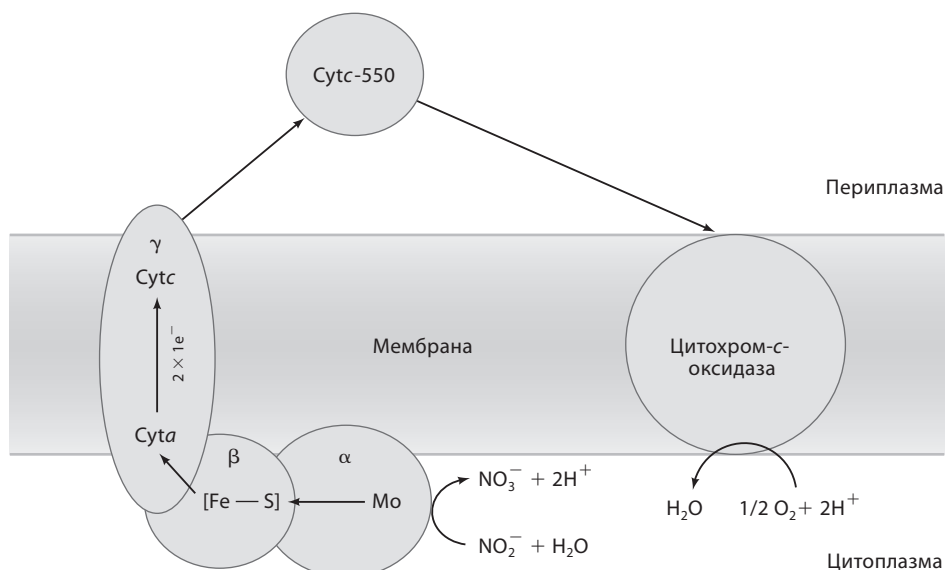 Cytc-550
Периплазма
γ
Cytc
2 × 1e⁻
Мембрана
Цитохром-с-
оксидаза
Cyta
β
α
[Fe — S]
Mo
NO₃⁻ + 2H⁺
H₂O
1/2 O₂ + 2H⁺
NO₂⁻ + H₂O
Цитоплазма